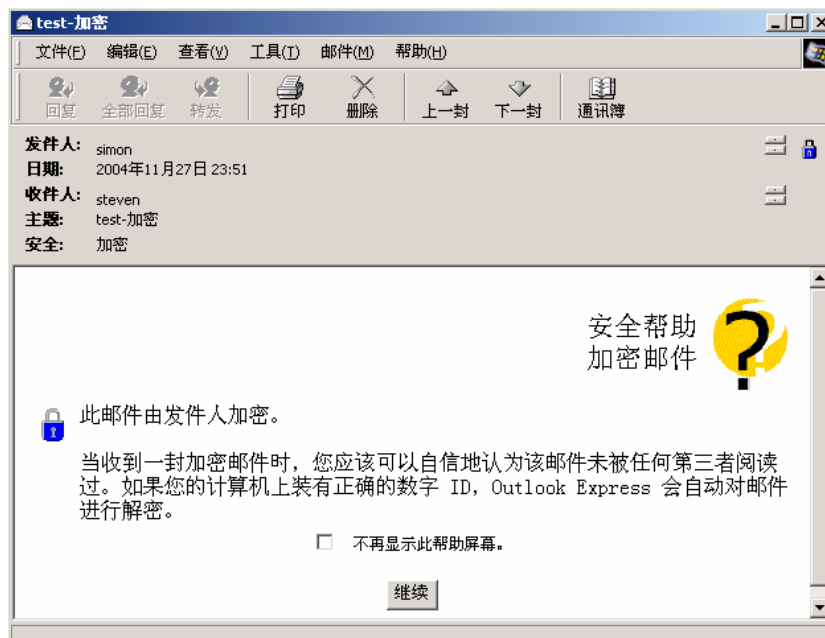 test-加密
文件(F) 编辑(E) 查看(V) 工具(T) 邮件(M) 帮助(H)
回复 全部回复 转发 打印 删除 上一封 下一封 通讯簿
发件人: simon
日期: 2004年11月27日 23:51
收件人: steven
主题: test-加密
安全: 加密
安全帮助
加密邮件
此邮件由发件人加密。
当收到一封加密邮件时，您应该可以自信地认为该邮件未被任何第三者阅读
过。如果您的计算机上装有正确的数字 ID，Outlook Express 会自动对邮件
进行解密。
不再显示此帮助屏幕。
继续